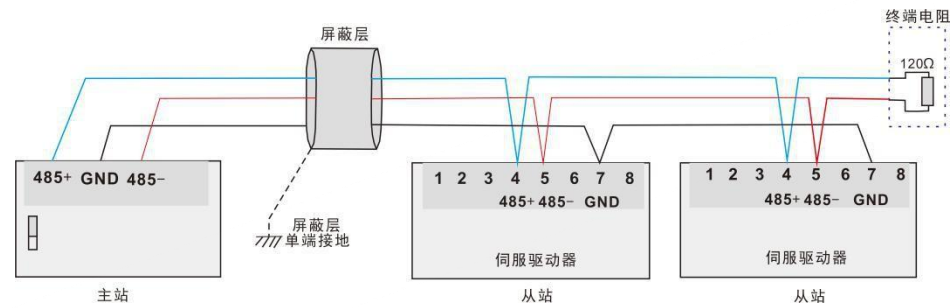 终端电阻
屏蔽层
120Ω
485+ GND 485-
1 2 3 4 5 6 7 8
485+ 485- GND
1 2 3 4 5 6 7 8
485+ 485- GND
屏蔽层
单端接地
伺服驱动器
伺服驱动器
主站
从站
从站